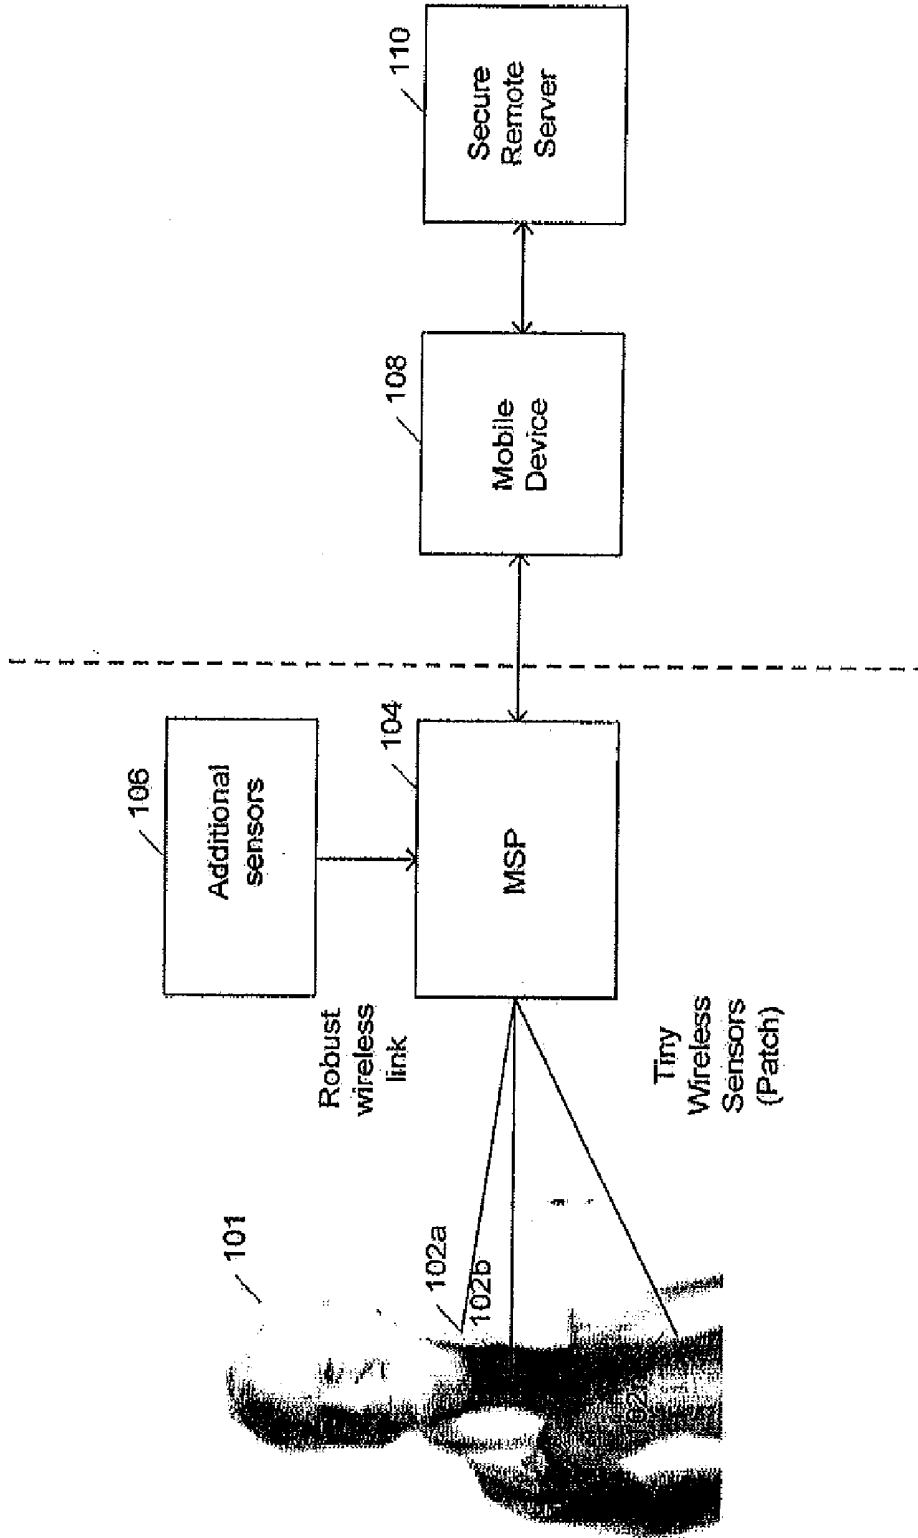 101
102a
102b
Robust
wireless
link
Tiny
Wireless
Sensors
(Patch)
106
Additional
sensors
104
MSP
108
Mobile
Device
110
Secure
Remote
Server